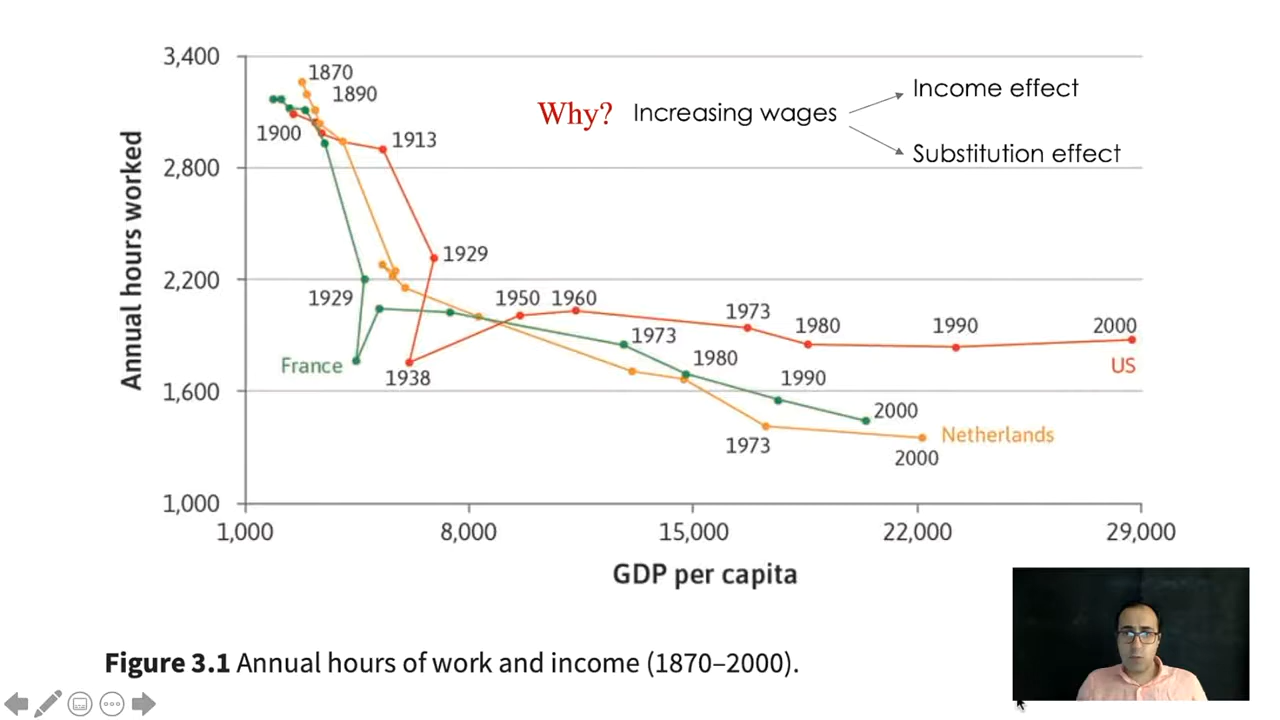 3,400
1870
1890
1900
1913
Why? Increasing wages
Income effect
Substitution effect
2,800
Annual hours worked
2,200
1929
1929
1950 1960
1973
1980
1990
2000
1973
1980
France
1938
US
1,600
1990
2000
1973
Netherlands
2000
1,000
1,000 8,000 15,000 22,000 29,000
GDP per capita
Figure 3.1 Annual hours of work and income (1870–2000).